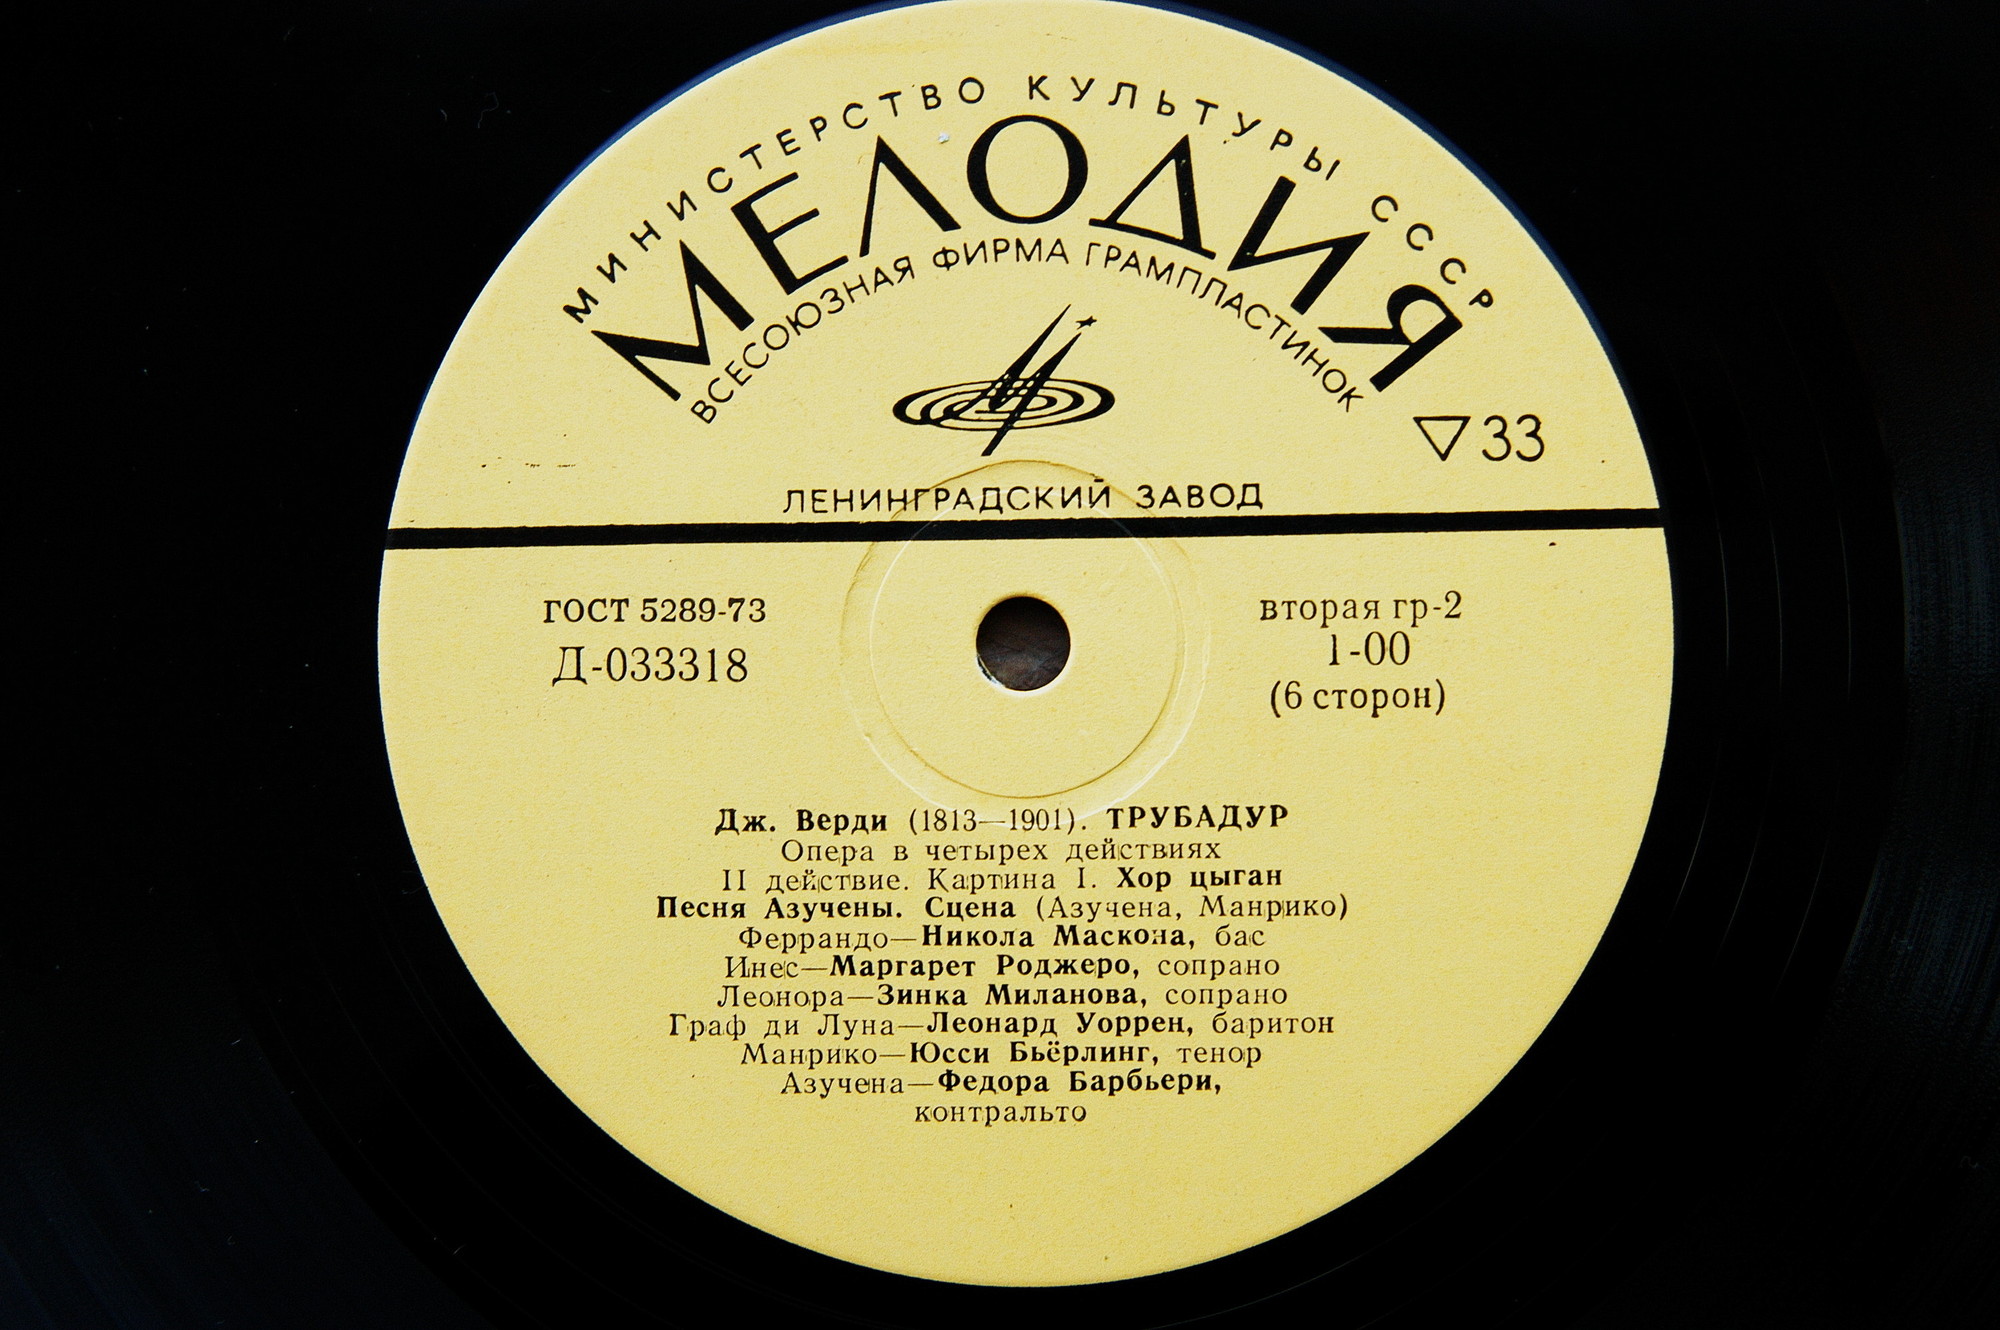 МИНИСТЕРСТВО КУЛЬТУРЫ СССР
МЕЛОДИЯ
ВСЕСОЮЗНАЯ ФИРМА ГРАМПЛАСТИНОК
▽33
ЛЕНИНГРАДСКИЙ ЗАВОД
ГОСТ 5289-73
Д-033318
вторая гр-2
1-00
(6 сторон)
Дж. Верди (1813—1901). ТРУБАДУР
Опера в четырех действиях
II действие. Картина I. Хор цыган
Песня Азучены. Сцена (Азучена, Манрико)
Феррандо—Никола Маскона, бас
Инес—Маргарет Роджеро, сопрано
Леонора—Зинка Миланова, сопрано
Граф ди Луна—Леонард Уоррен, баритон
Манрико—Юсси Бьёрлинг, тенор
Азучена—Федора Барбьери,
контральто